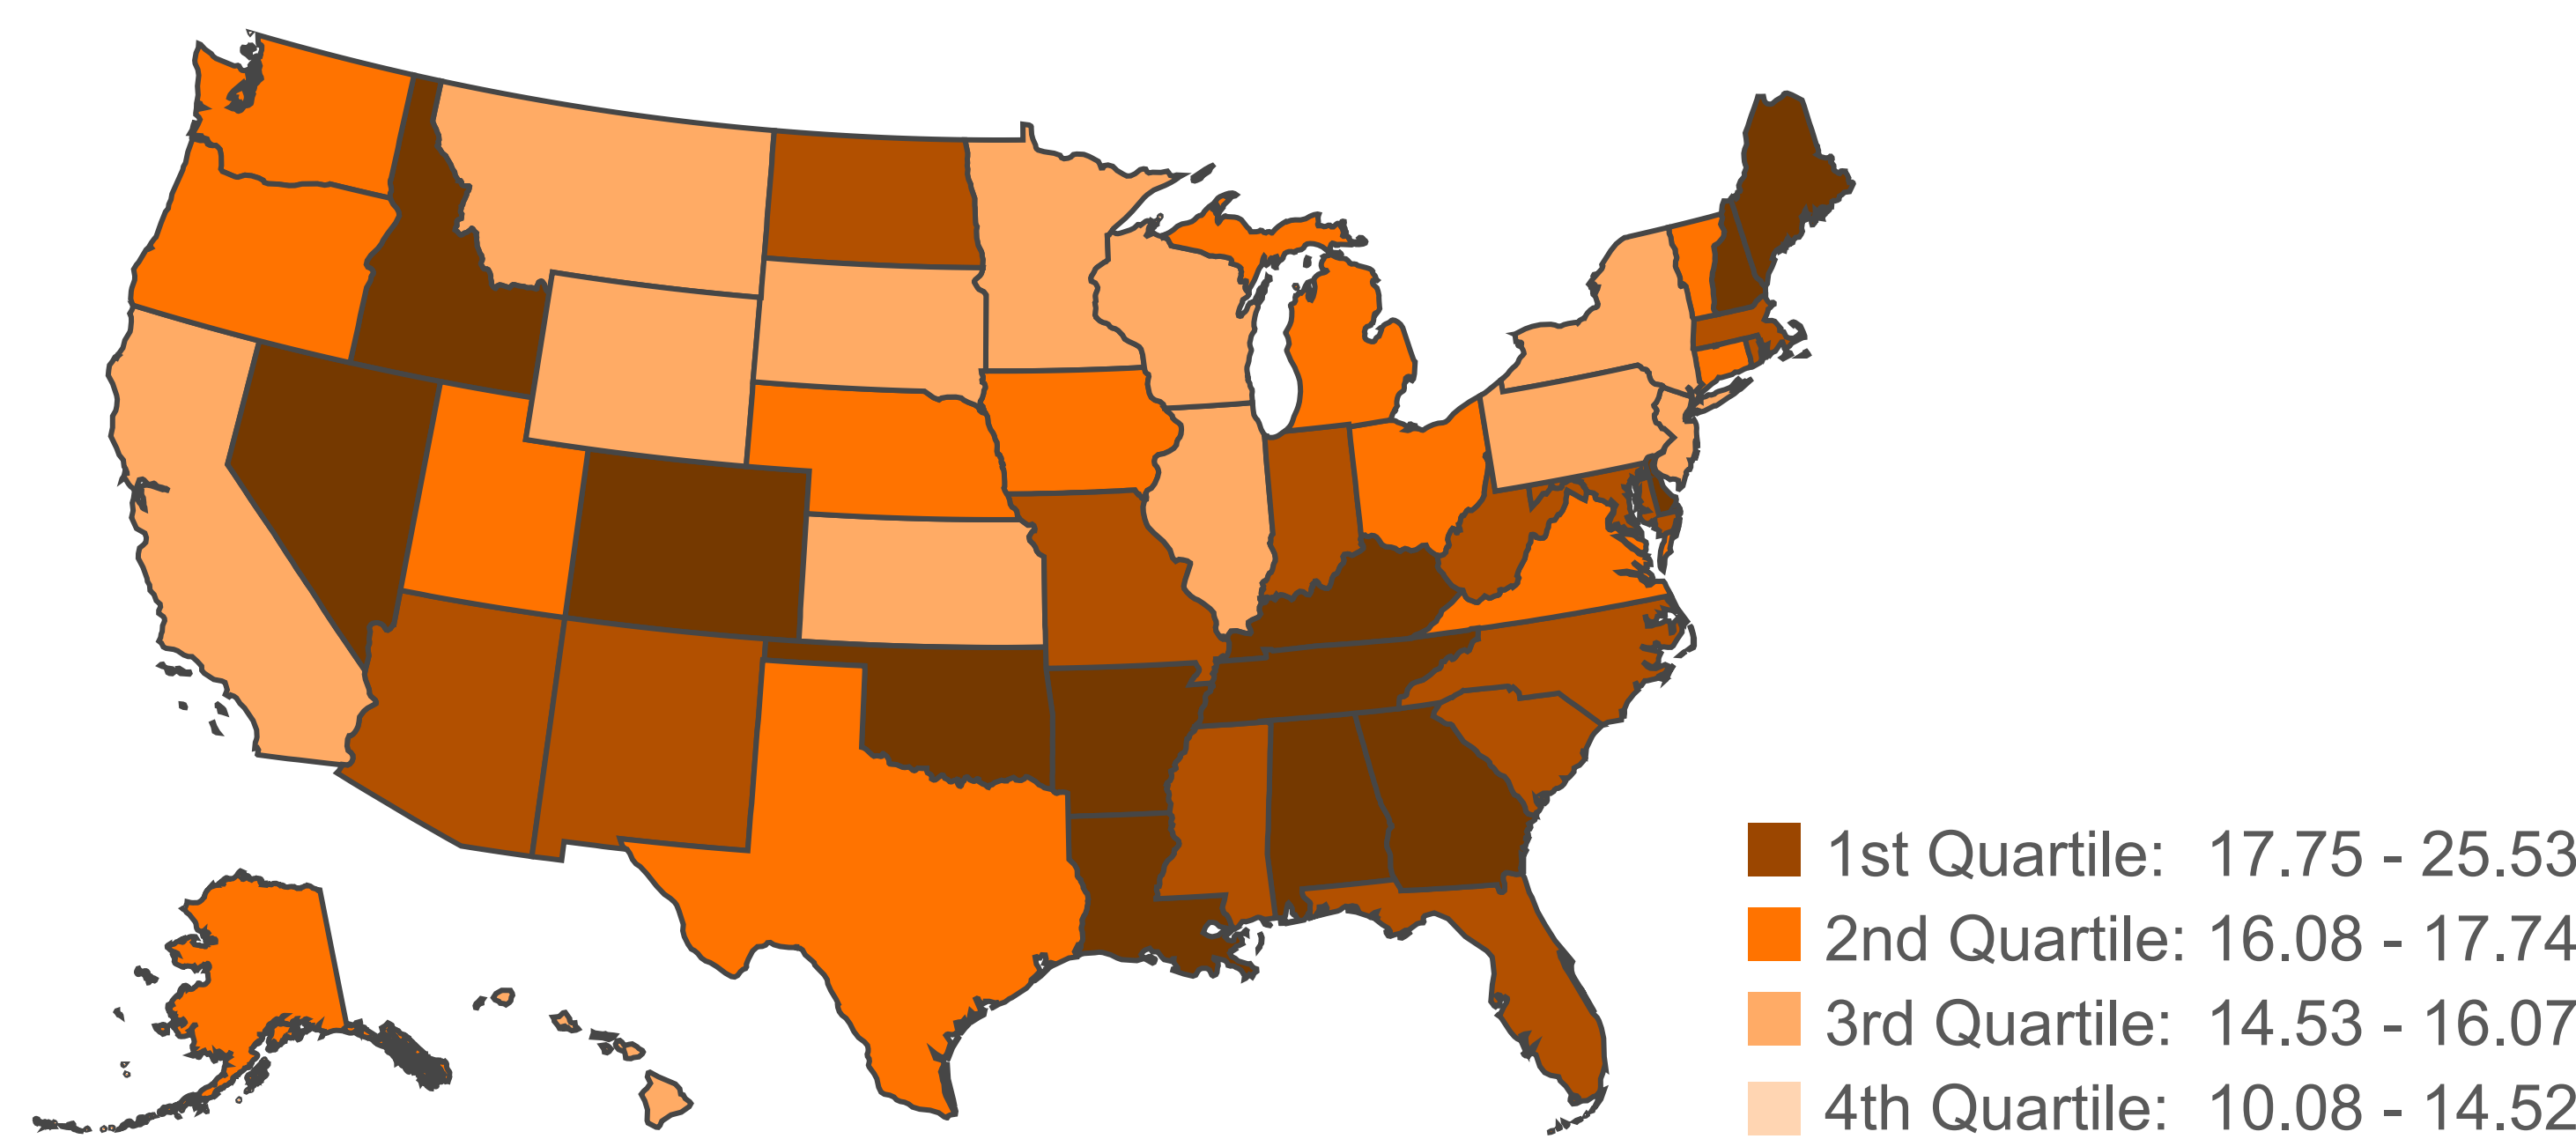 1st Quartile: 17.75 - 25.53
2nd Quartile: 16.08 - 17.74
3rd Quartile: 14.53 - 16.07
4th Quartile: 10.08 - 14.52